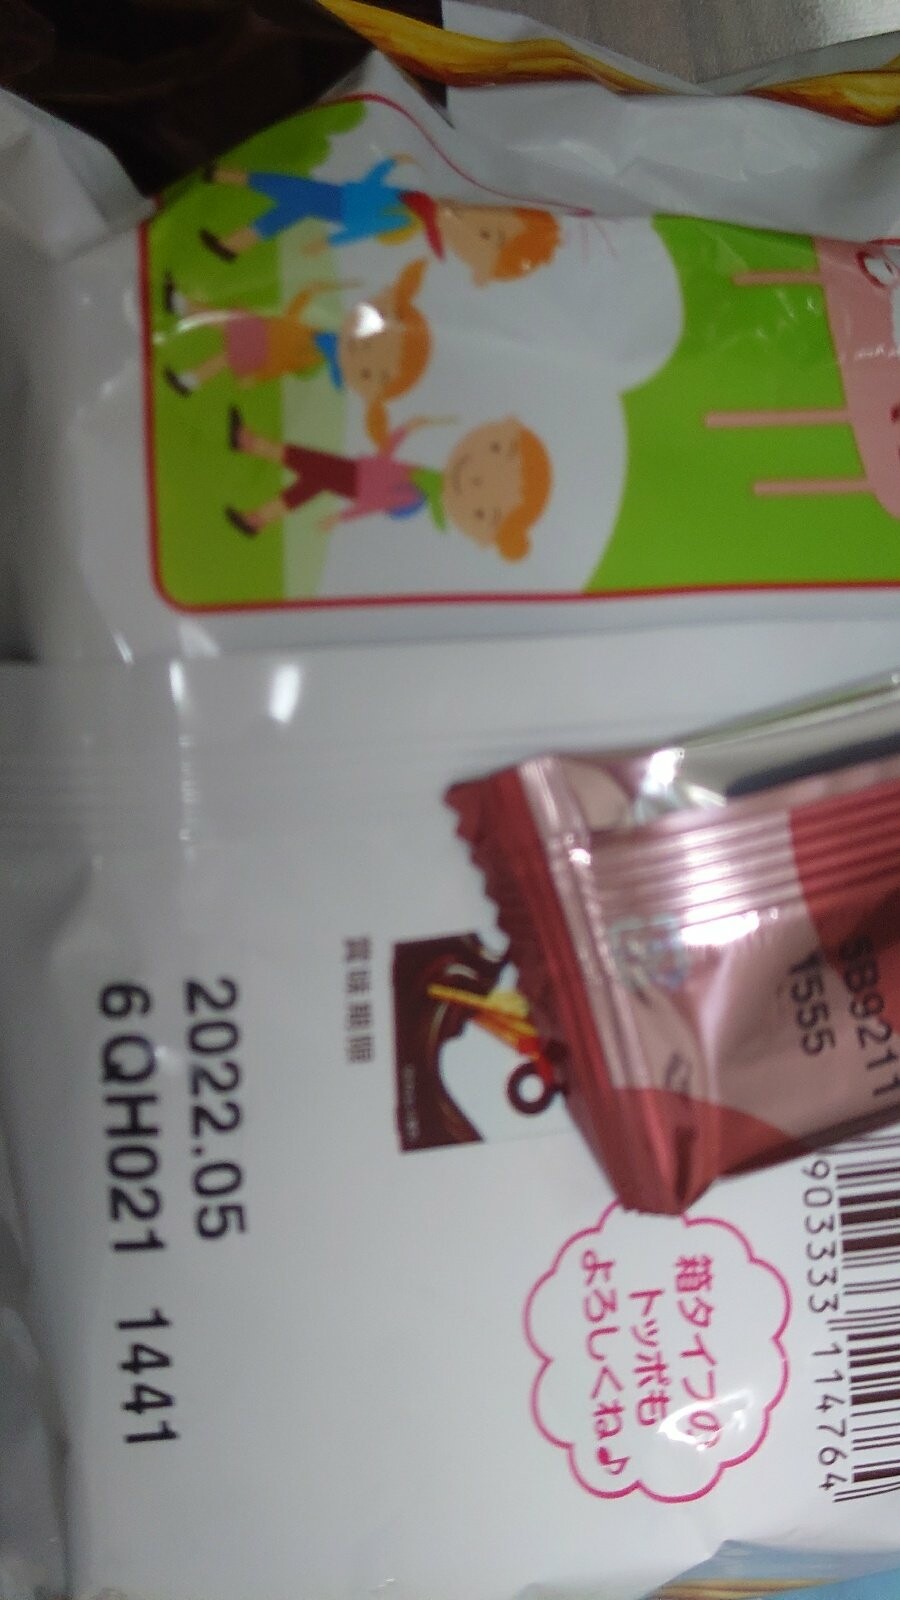 賞味期限
2022.05
6QH021 1441
箱タイプの
トッポも
よろしくね♪
1555
903333 114764